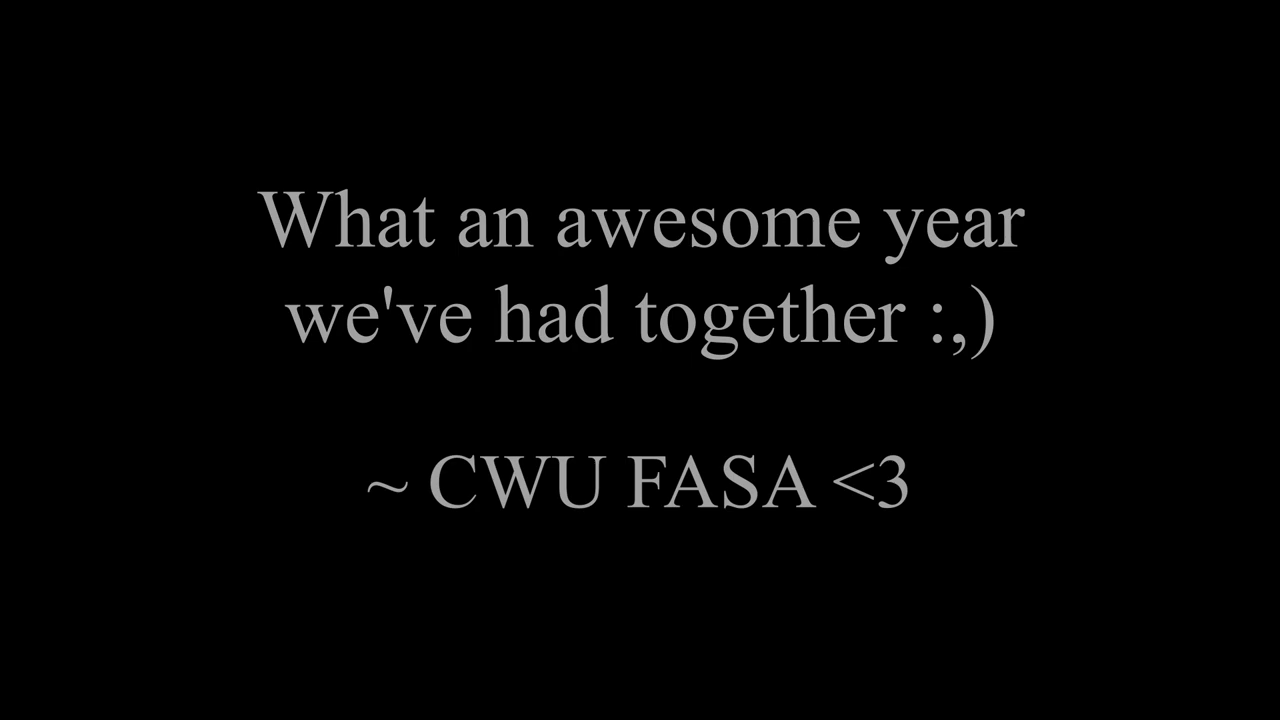 What an awesome year
we've had together :,)
~ CWU FASA <3